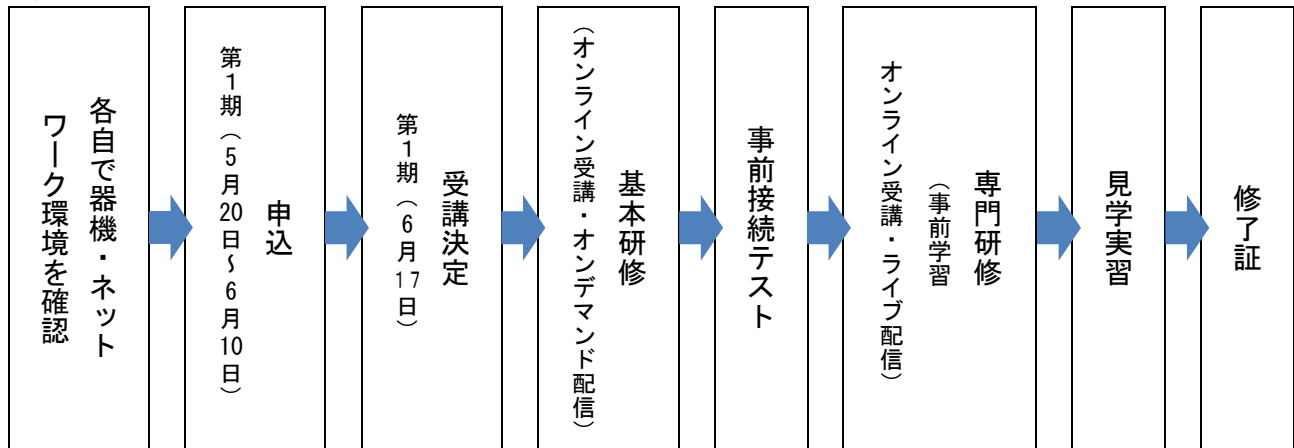 各自で器機・ネット
ワーク環境を確認
申込
第1期（5月20日～6月10日）
受講決定
第1期（6月17日）
基本研修
（オンライン受講・オンデマンド配信）
事前接続テスト
専門研修
（事前学習
オンライン受講・ライブ配信）
見学実習
修了証